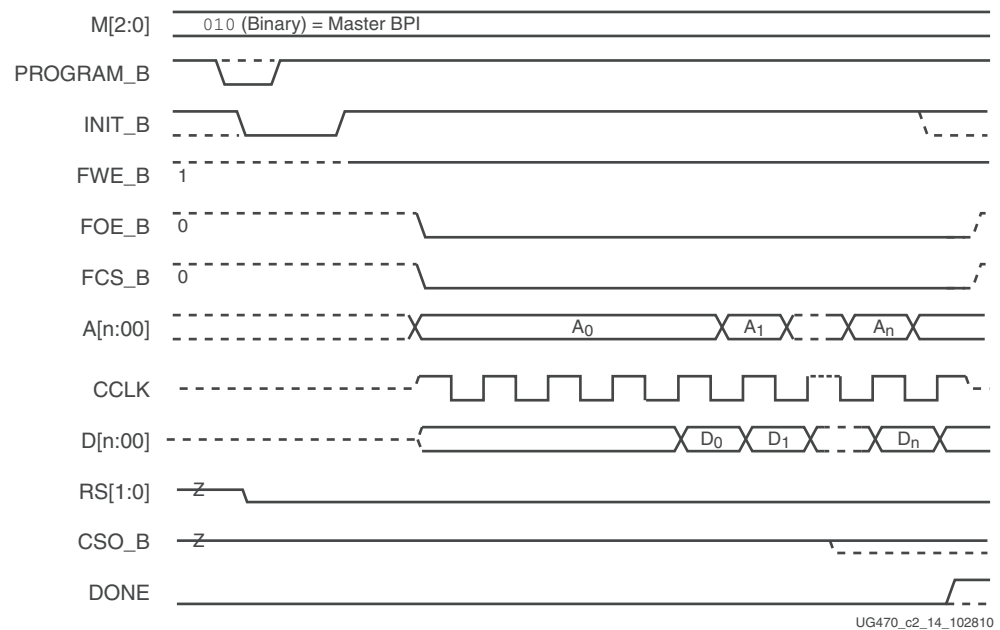 M[2:0] 010 (Binary) = Master BPI
PROGRAM_B
INIT_B
FWE_B 1
FOE_B 0
FCS_B 0
A[n:00] A0 A1 An
CCLK
D[n:00] D0 D1 Dn
RS[1:0] Z
CSO_B Z
DONE
UG470_c2_14_102810